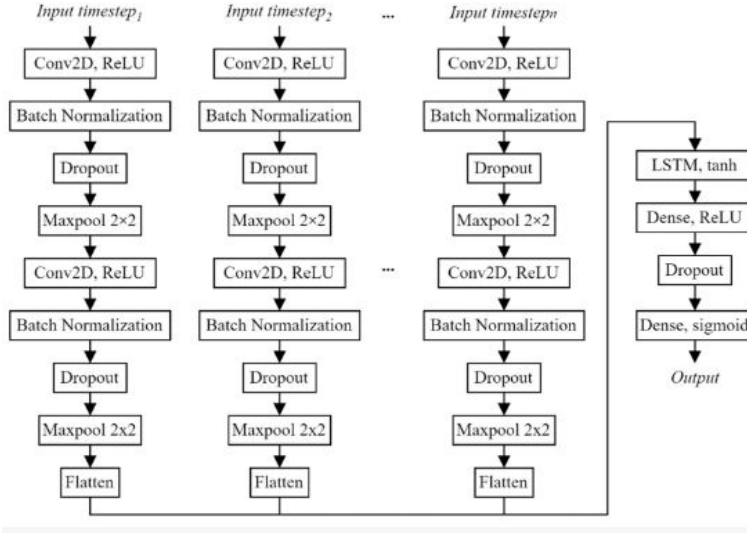 Input timestep1 Input timestep2 ... Input timestepn
Conv2D, ReLU Conv2D, ReLU Conv2D, ReLU
Batch Normalization Batch Normalization Batch Normalization
Dropout Dropout Dropout LSTM, tanh
Maxpool 2×2 Maxpool 2×2 Maxpool 2×2 Dense, ReLU
Conv2D, ReLU Conv2D, ReLU ... Conv2D, ReLU Dropout
Batch Normalization Batch Normalization Batch Normalization Dense, sigmoid
Dropout Dropout Dropout Output
Maxpool 2x2 Maxpool 2x2 Maxpool 2x2
Flatten Flatten Flatten